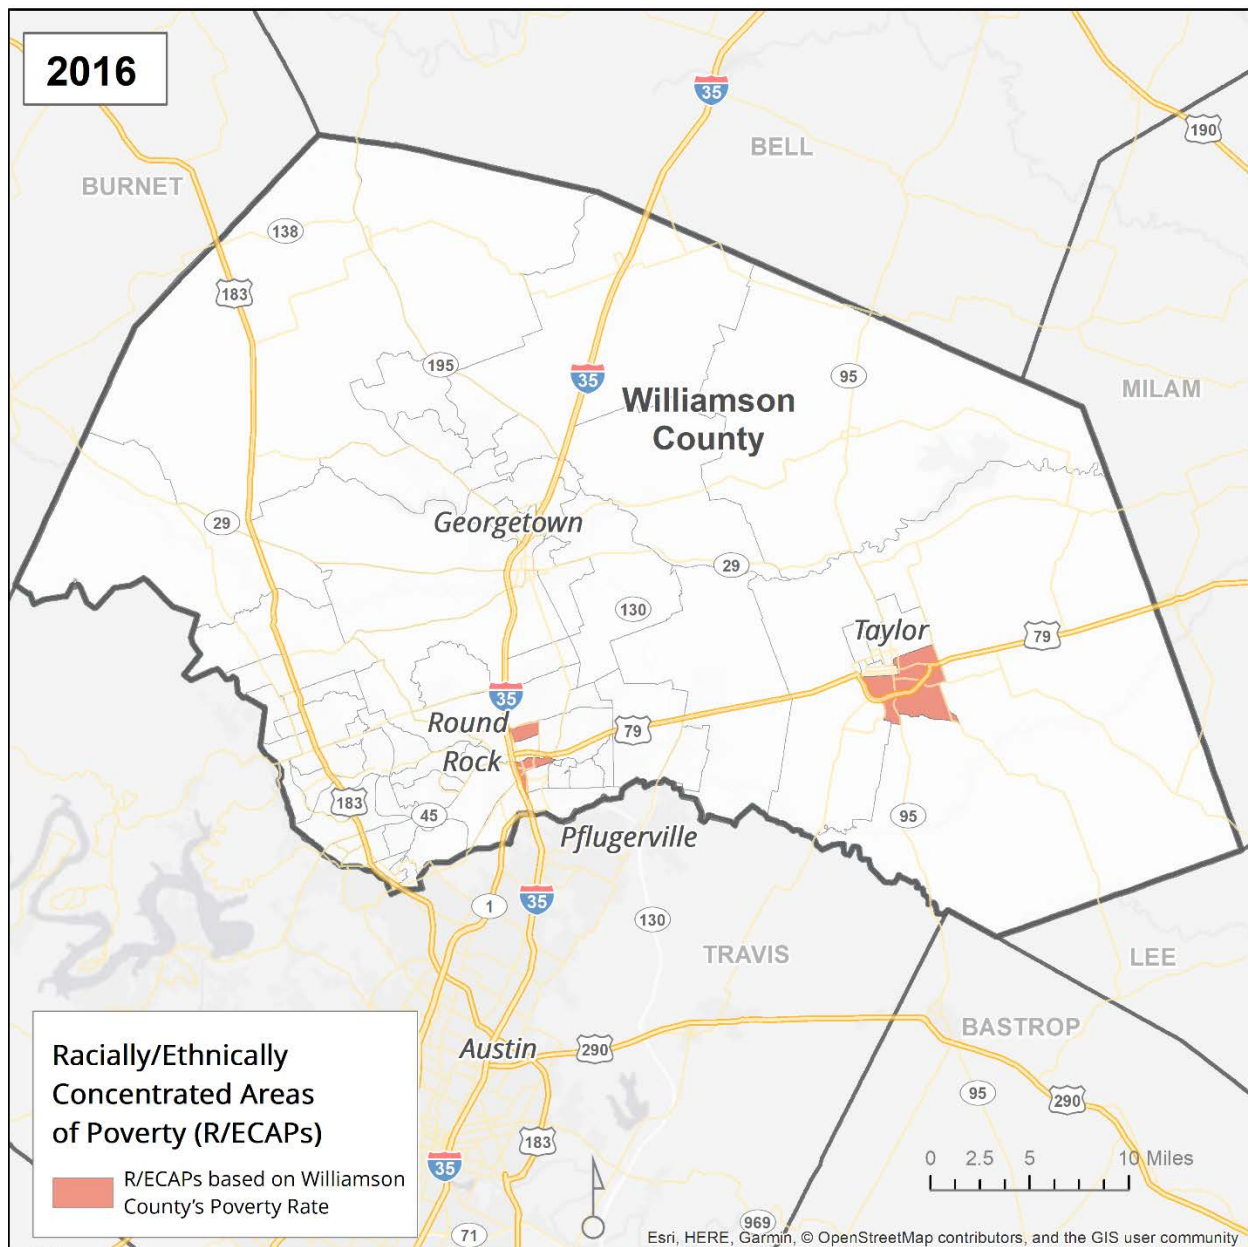 2016
35
BELL
190
BURNET
138
183
195
35
95
Williamson
County
MILAM
29
Georgetown
29
130
Taylor
79
35
Round
Rock
79
183
45
95
Pflugerville
35
1
130
TRAVIS
LEE
BASTROP
Austin
290
95
290
183
35
71
969
Racially/Ethnically
Concentrated Areas
of Poverty (R/ECAPs)
R/ECAPs based on Williamson
County's Poverty Rate
0 2.5 5 10 Miles
Esri, HERE, Garmin, © OpenStreetMap contributors, and the GIS user community